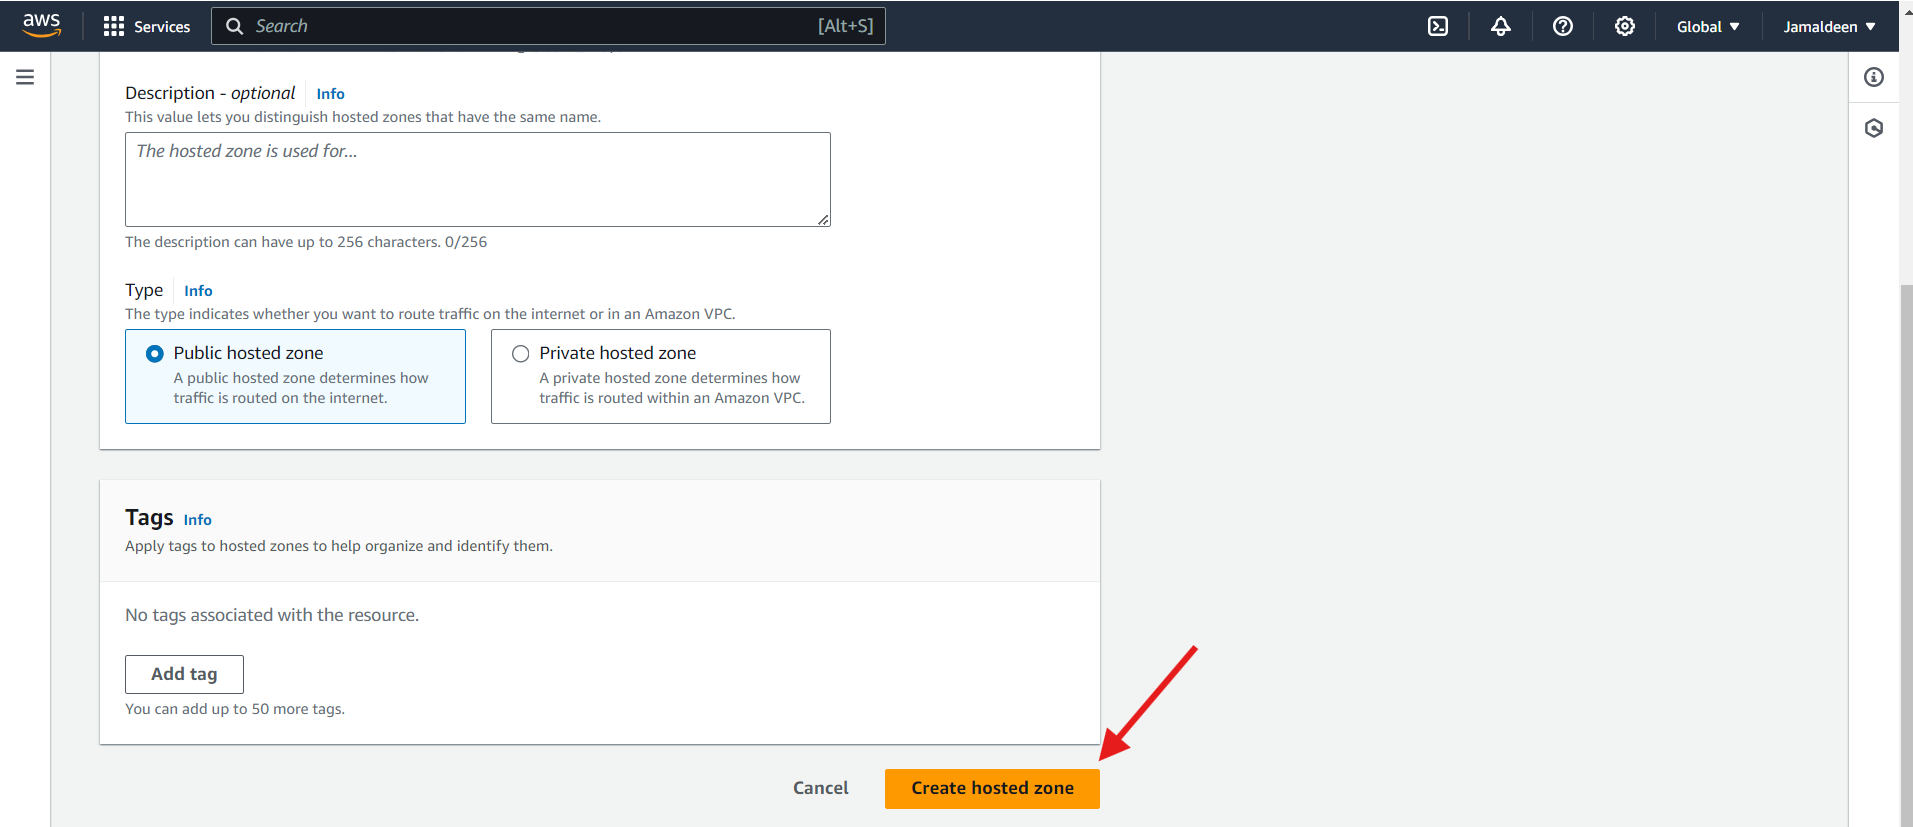 aws
Services
Search [Alt+S]
Global
Jamaldeen
Description - optional Info
This value lets you distinguish hosted zones that have the same name.
The hosted zone is used for...
The description can have up to 256 characters. 0/256
Type Info
The type indicates whether you want to route traffic on the internet or in an Amazon VPC.
Public hosted zone
A public hosted zone determines how
traffic is routed on the internet.
Private hosted zone
A private hosted zone determines how
traffic is routed within an Amazon VPC.
Tags Info
Apply tags to hosted zones to help organize and identify them.
No tags associated with the resource.
Add tag
You can add up to 50 more tags.
Cancel
Create hosted zone